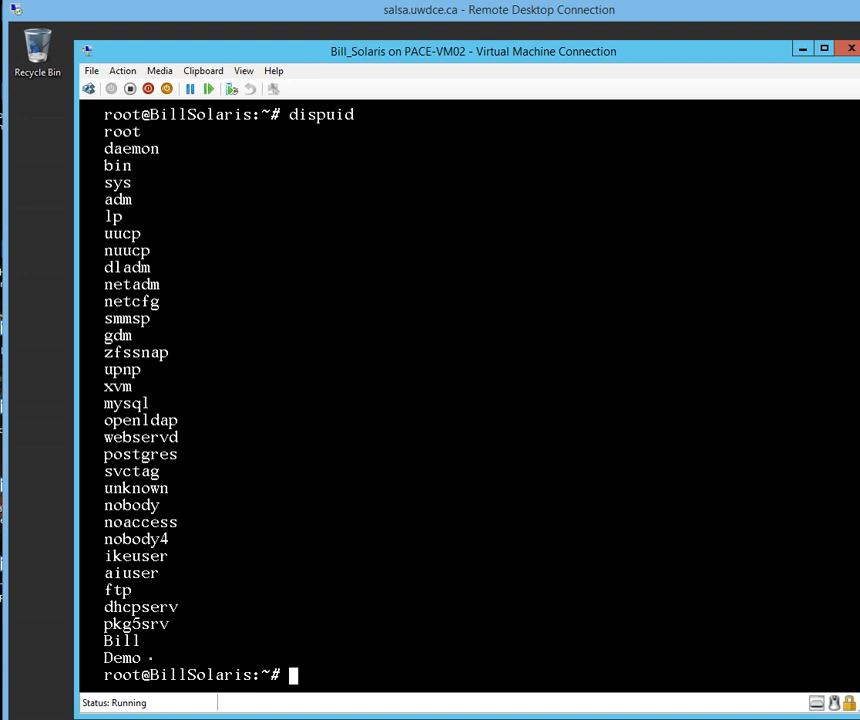 salsa.uwdce.ca - Remote Desktop Connection
Recycle Bin
Bill_Solaris on PACE-VM02 - Virtual Machine Connection
File Action Media Clipboard View Help
root@BillSolaris:~# dispuid
root
daemon
bin
sys
adm
lp
uucp
nuucp
dladm
netadm
netcfg
smmsp
gdm
zfssnap
upnp
xvm
mysql
openldap
webservd
postgres
svctag
unknown
nobody
noaccess
nobody4
ikeuser
aiuser
ftp
dhcpserv
pkg5srv
Bill
Demo
root@BillSolaris:~#
Status: Running